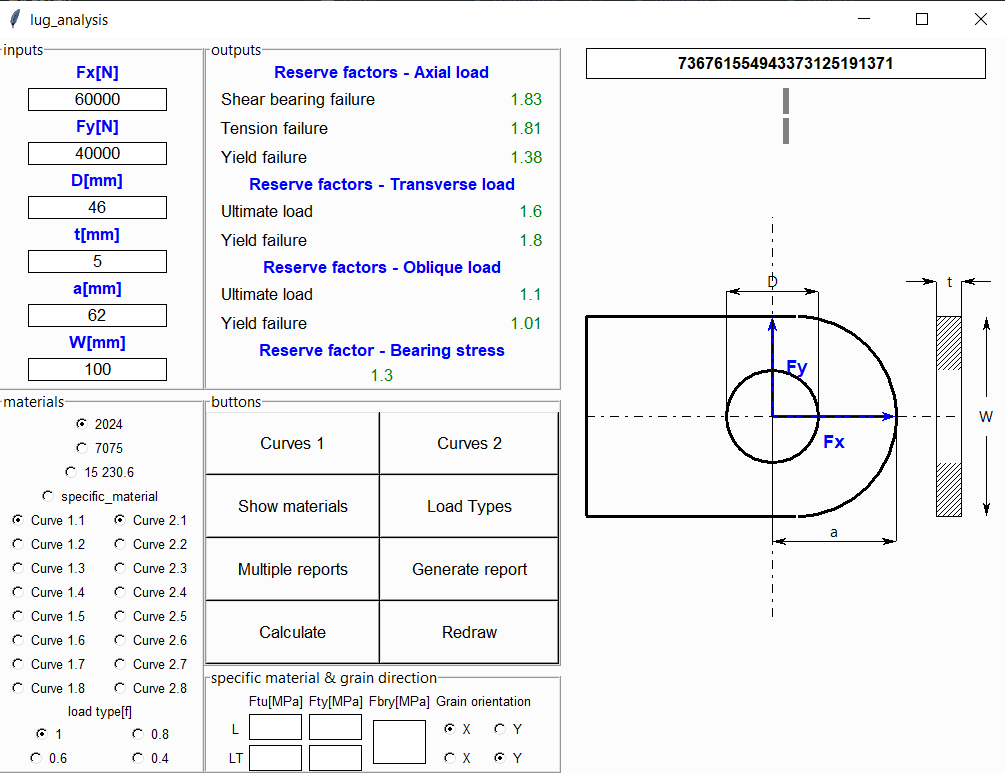 lug_analysis
inputs
Fx[N]
60000
Fy[N]
40000
D[mm]
46
t[mm]
5
a[mm]
62
W[mm]
100
outputs
Reserve factors - Axial load
Shear bearing failure 1.83
Tension failure 1.81
Yield failure 1.38
Reserve factors - Transverse load
Ultimate load 1.6
Yield failure 1.8
Reserve factors - Oblique load
Ultimate load 1.1
Yield failure 1.01
Reserve factor - Bearing stress
1.3
materials
2024
7075
15 230.6
specific_material
Curve 1.1 Curve 2.1
Curve 1.2 Curve 2.2
Curve 1.3 Curve 2.3
Curve 1.4 Curve 2.4
Curve 1.5 Curve 2.5
Curve 1.6 Curve 2.6
Curve 1.7 Curve 2.7
Curve 1.8 Curve 2.8
load type[f]
1 0.8
0.6 0.4
buttons
Curves 1 Curves 2
Show materials Load Types
Multiple reports Generate report
Calculate Redraw
specific material & grain direction
Ftu[MPa] Fty[MPa] Fbry[MPa] Grain orientation
L X Y
LT X Y
736761554943373125191371
D
t
Fy
W
Fx
a